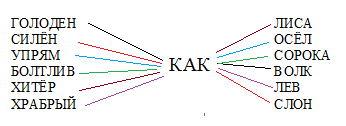 ГОЛОДЕН
СИЛЁН
УПРЯМ
БОЛТЛИВ
ХИТЁР
ХРАБРЫЙ
КАК
ЛИСА
ОСЁЛ
СОРОКА
ВОЛК
ЛЕВ
СЛОН